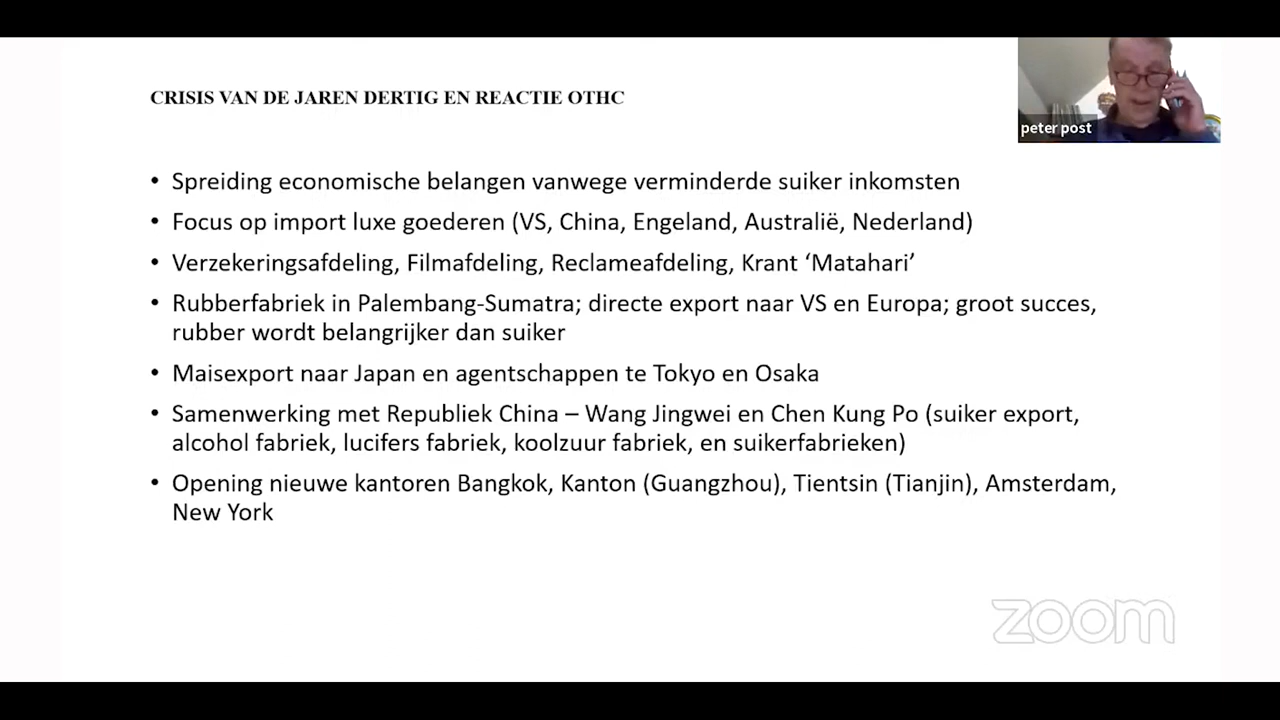 CRISIS VAN DE JAREN DERTIG EN REACTIE OTHC
peter post
• Spreiding economische belangen vanwege verminderde suiker inkomsten
• Focus op import luxe goederen (VS, China, Engeland, Australië, Nederland)
• Verzekeringsafdeling, Filmafdeling, Reclameafdeling, Krant ‘Matahari’
• Rubberfabriek in Palembang-Sumatra; directe export naar VS en Europa; groot succes,
rubber wordt belangrijker dan suiker
• Maisexport naar Japan en agentschappen te Tokyo en Osaka
• Samenwerking met Republiek China – Wang Jingwei en Chen Kung Po (suiker export,
alcohol fabriek, lucifers fabriek, koolzuur fabriek, en suikerfabrieken)
• Opening nieuwe kantoren Bangkok, Kanton (Guangzhou), Tientsin (Tianjin), Amsterdam,
New York
zoom